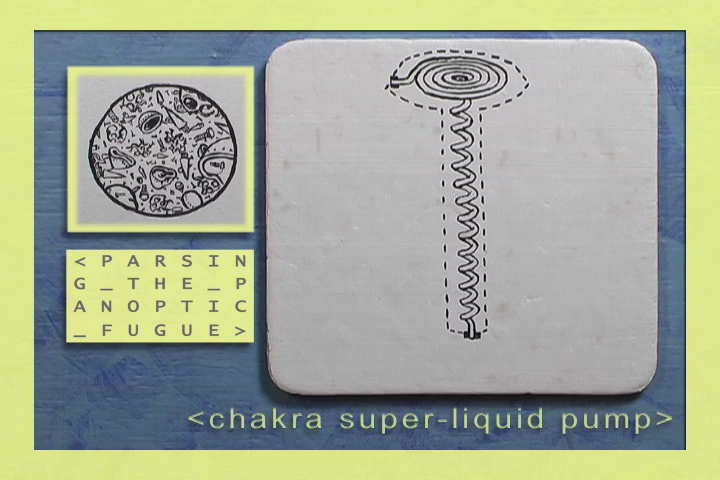 < P A R S I N
G _ T H E _ P
A N O P T I C
_ F U G U E >
<chakra super-liquid pump>